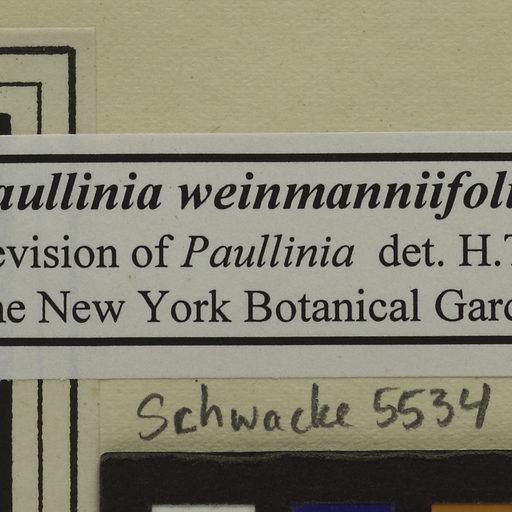 aullinia weinmanniifoli
evision of Paullinia det. H.T
he New York Botanical Gard
Schwacke 5534